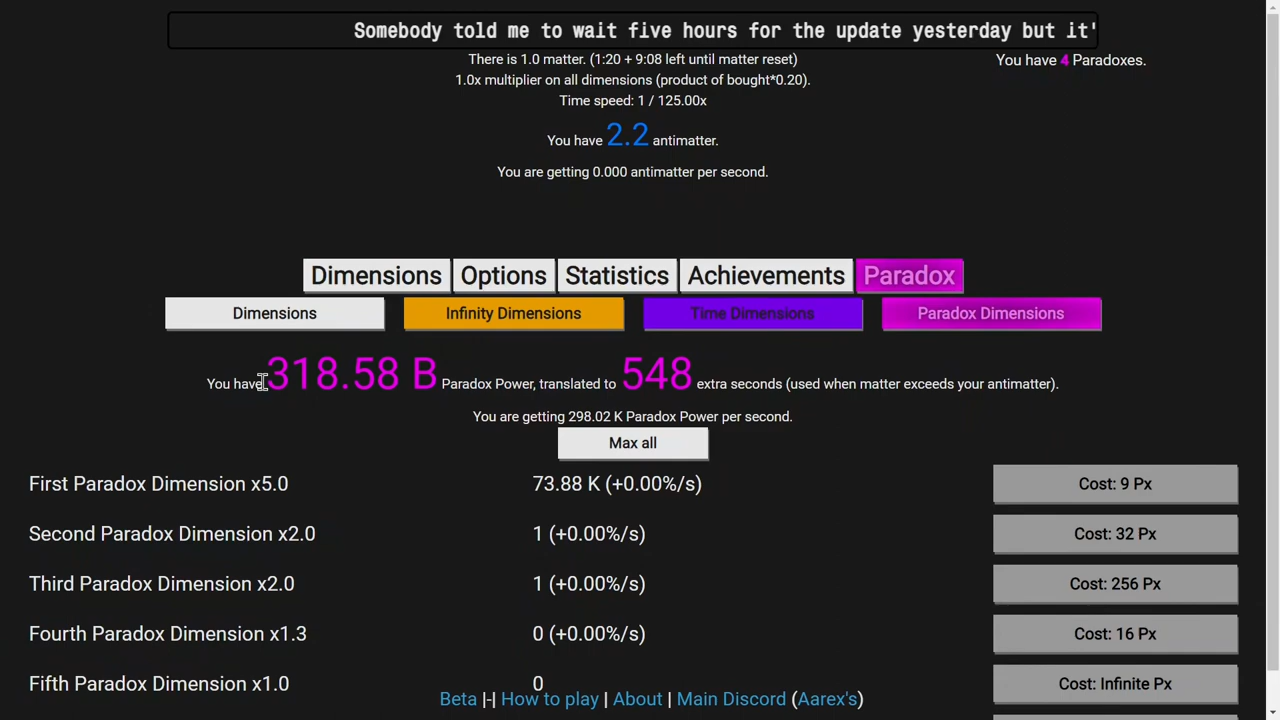 Somebody told me to wait five hours for the update yesterday but it'
There is 1.0 matter. (1:20 + 9:08 left until matter reset)
You have 4 Paradoxes.
1.0x multiplier on all dimensions (product of bought*0.20).
Time speed: 1 / 125.00x
You have 2.2 antimatter.
You are getting 0.000 antimatter per second.
Dimensions Options Statistics Achievements Paradox
Dimensions Infinity Dimensions Time Dimensions Paradox Dimensions
You have 318.58 B Paradox Power, translated to 548 extra seconds (used when matter exceeds your antimatter).
You are getting 298.02 K Paradox Power per second.
Max all
First Paradox Dimension x5.0 73.88 K (+0.00%/s) Cost: 9 Px
Second Paradox Dimension x2.0 1 (+0.00%/s) Cost: 32 Px
Third Paradox Dimension x2.0 1 (+0.00%/s) Cost: 256 Px
Fourth Paradox Dimension x1.3 0 (+0.00%/s) Cost: 16 Px
Fifth Paradox Dimension x1.0 0 Cost: Infinite Px
Beta |-| How to play | About | Main Discord (Aarex's)